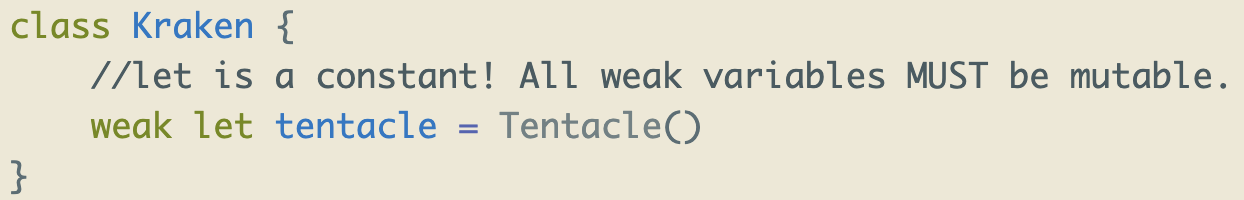 class Kraken {
    //let is a constant! All weak variables MUST be mutable.
    weak let tentacle = Tentacle()
}